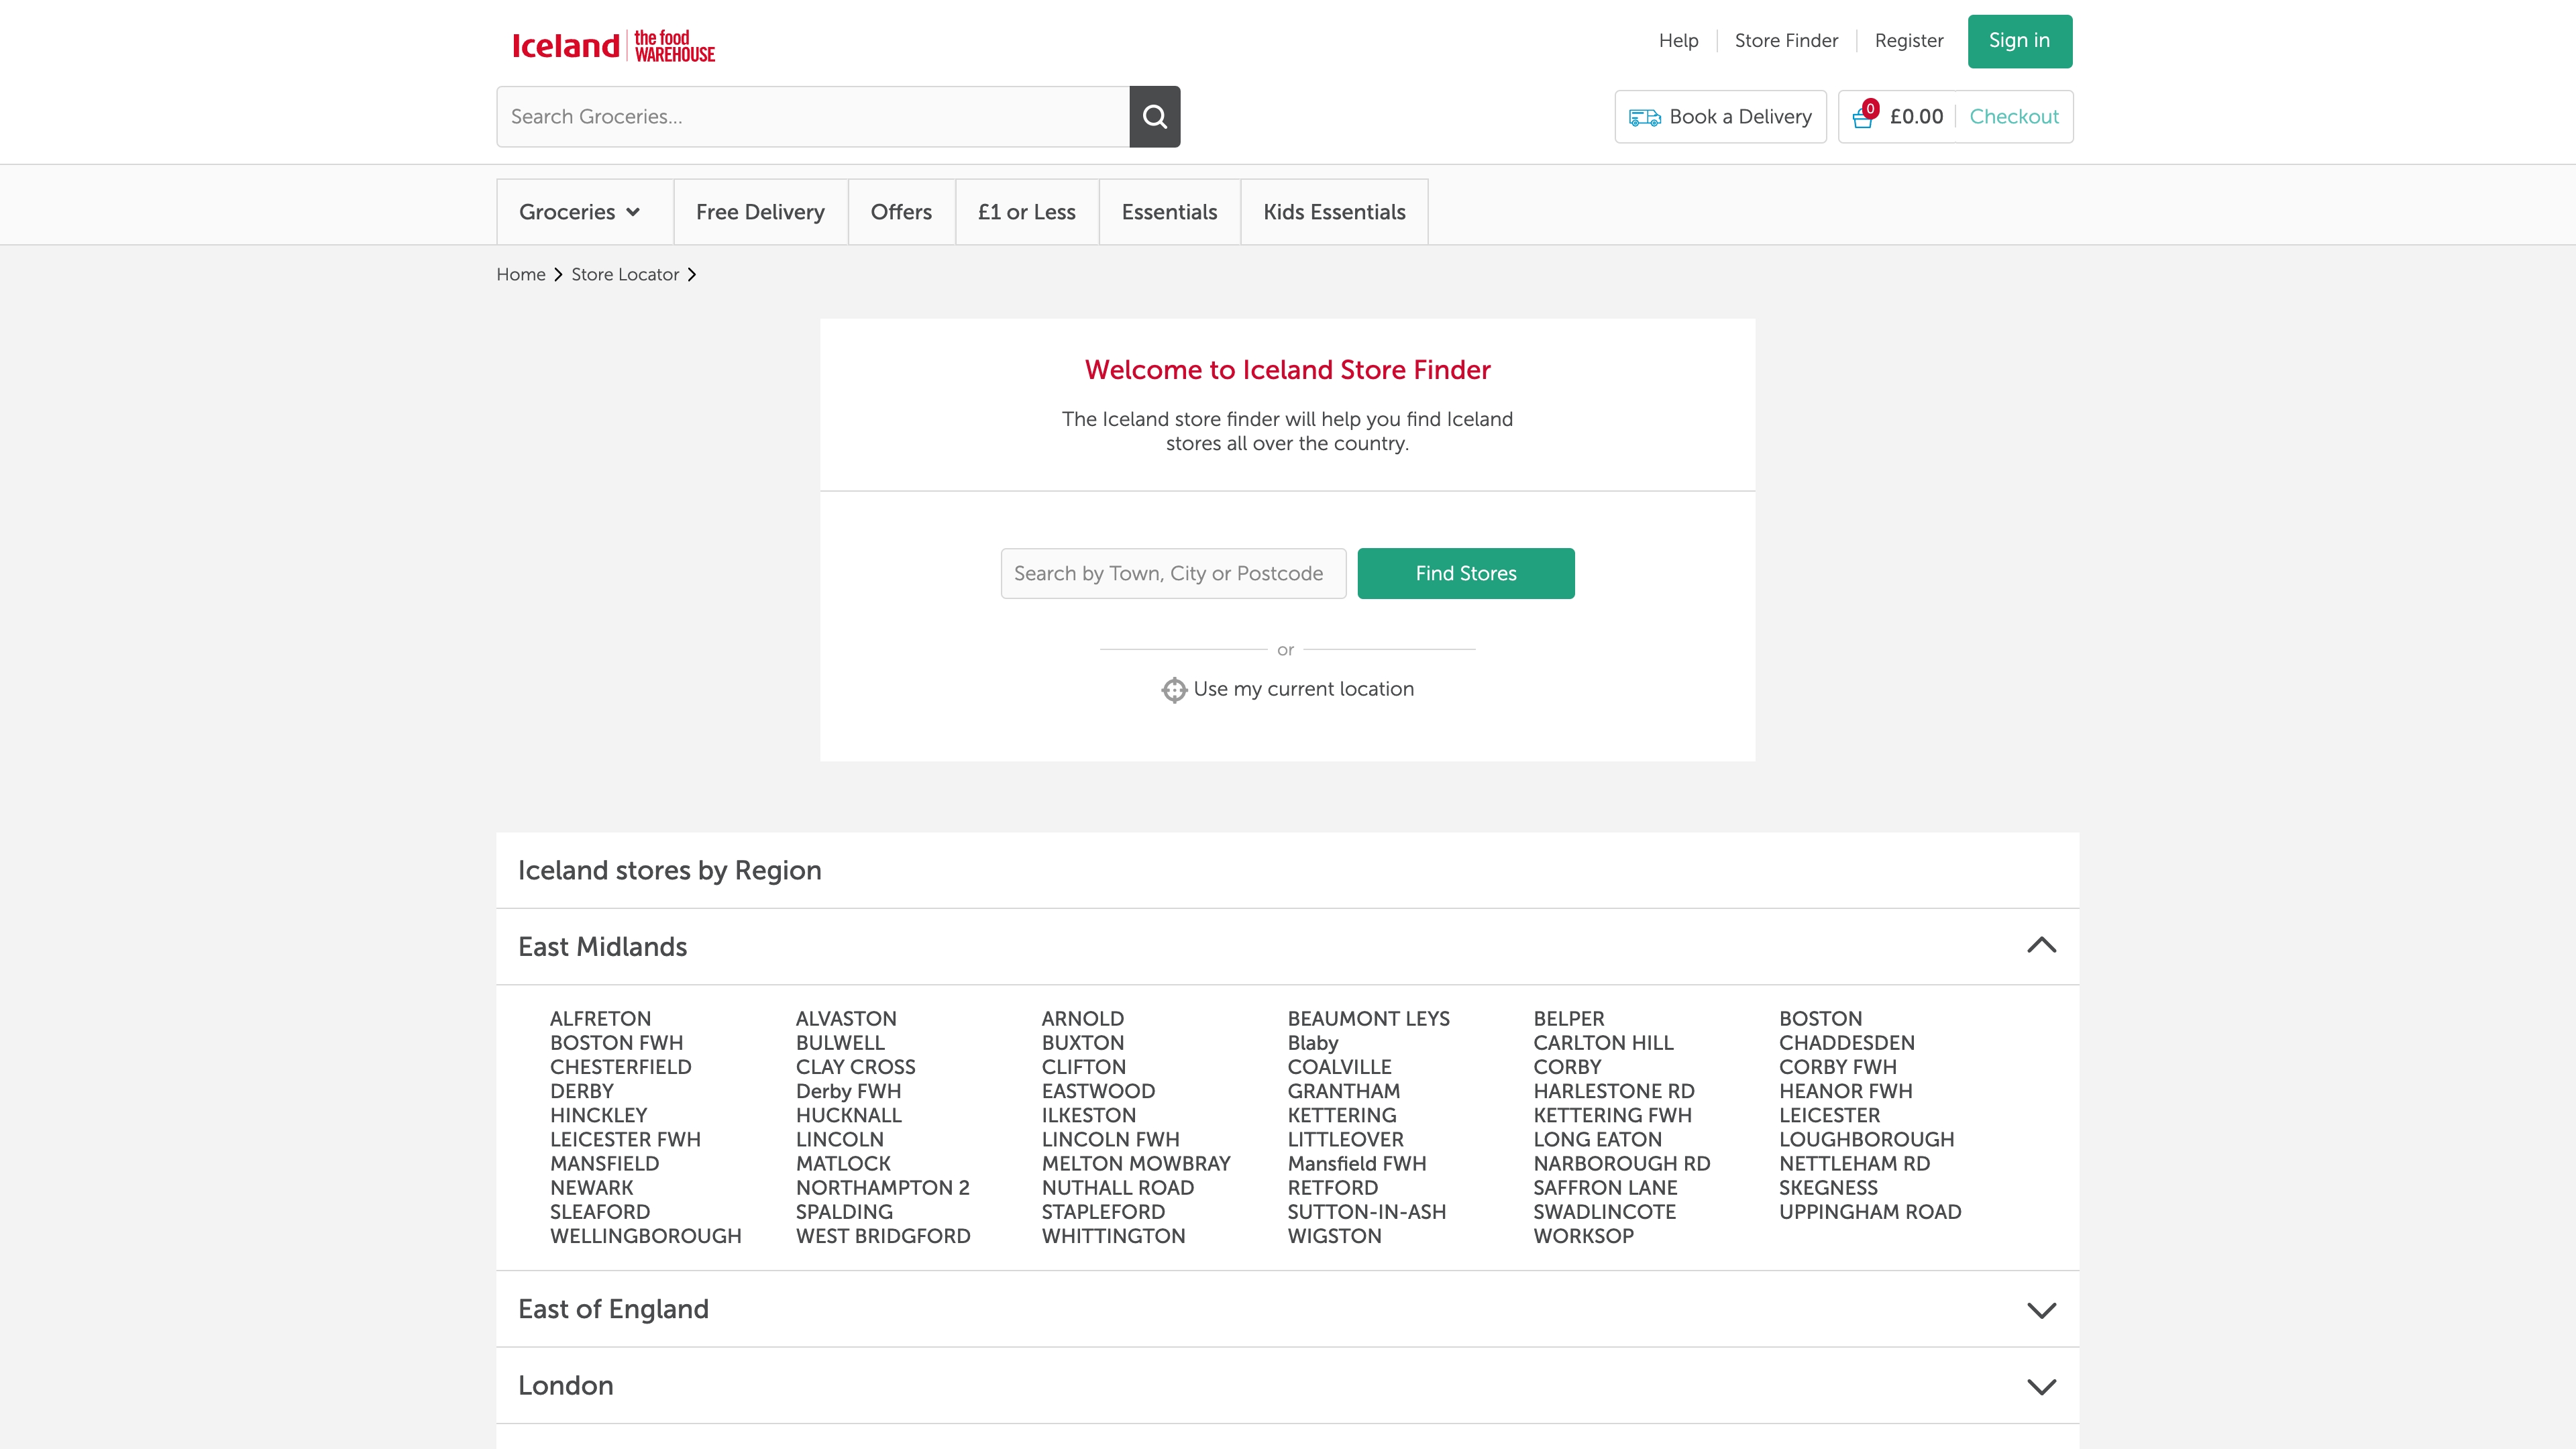 Iceland the food WAREHOUSE
Help Store Finder Register Sign in
Search Groceries...
Book a Delivery 0 £0.00 Checkout
Groceries Free Delivery Offers £1 or Less Essentials Kids Essentials
Home Store Locator
Welcome to Iceland Store Finder
The Iceland store finder will help you find Iceland
stores all over the country.
Search by Town, City or Postcode Find Stores
or
Use my current location
Iceland stores by Region
East Midlands
ALFRETON ALVASTON ARNOLD BEAUMONT LEYS BELPER BOSTON
BOSTON FWH BULWELL BUXTON Blaby CARLTON HILL CHADDESDEN
CHESTERFIELD CLAY CROSS CLIFTON COALVILLE CORBY CORBY FWH
DERBY Derby FWH EASTWOOD GRANTHAM HARLESTONE RD HEANOR FWH
HINCKLEY HUCKNALL ILKESTON KETTERING KETTERING FWH LEICESTER
LEICESTER FWH LINCOLN LINCOLN FWH LITTLEOVER LONG EATON LOUGHBOROUGH
MANSFIELD MATLOCK MELTON MOWBRAY Mansfield FWH NARBOROUGH RD NETTLEHAM RD
NEWARK NORTHAMPTON 2 NUTHALL ROAD RETFORD SAFFRON LANE SKEGNESS
SLEAFORD SPALDING STAPLEFORD SUTTON-IN-ASH SWADLINCOTE UPPINGHAM ROAD
WELLINGBOROUGH WEST BRIDGFORD WHITTINGTON WIGSTON WORKSOP
East of England
London